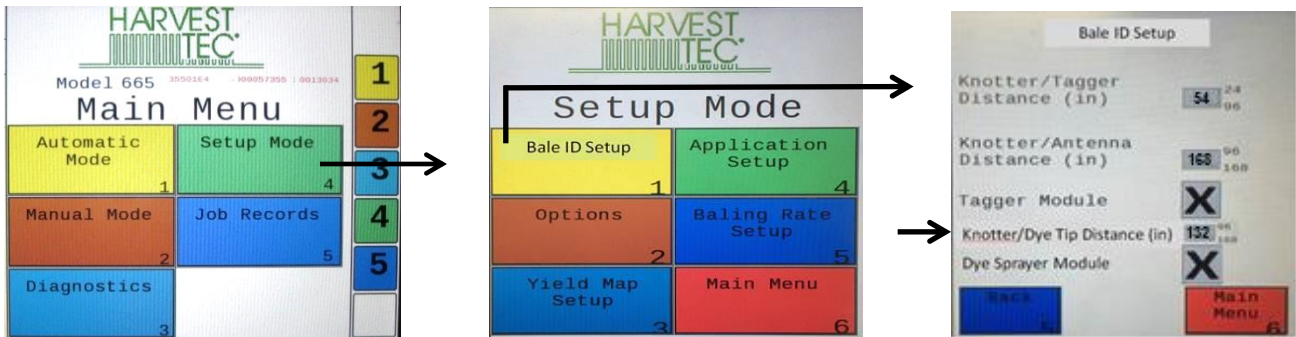 HARVEST
TEC
Model 665
Main Menu
Automatic
Mode
1
Setup Mode
4
Manual Mode
2
Job Records
5
Diagnostics
3
1
2
3
4
5
HARVEST
TEC
Setup Mode
Bale ID Setup
1
Application
Setup
4
Options
2
Baling Rate
Setup
5
Yield Map
Setup
3
Main Menu
6
Bale ID Setup
Knotter/Tagger
Distance (in) 54 24
96
Knotter/Antenna
Distance (in) 168 96
168
Tagger Module X
Knotter/Dye Tip Distance (in) 132 96
168
Dye Sprayer Module X
Back
5
Main
Menu
6